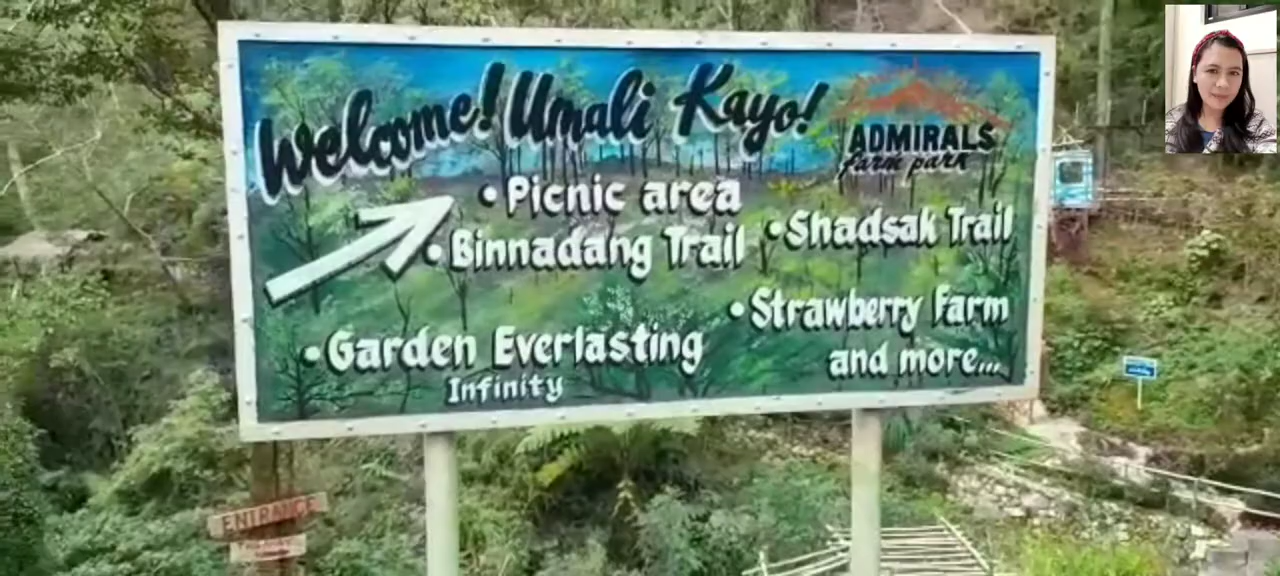 Welcome! Umali Kayo!
ADMIRALS
farm park
• Picnic area
• Binnadang Trail
• Shadsak Trail
• Strawberry Farm
and more...
• Garden Everlasting
Infinity
ENTRANCE